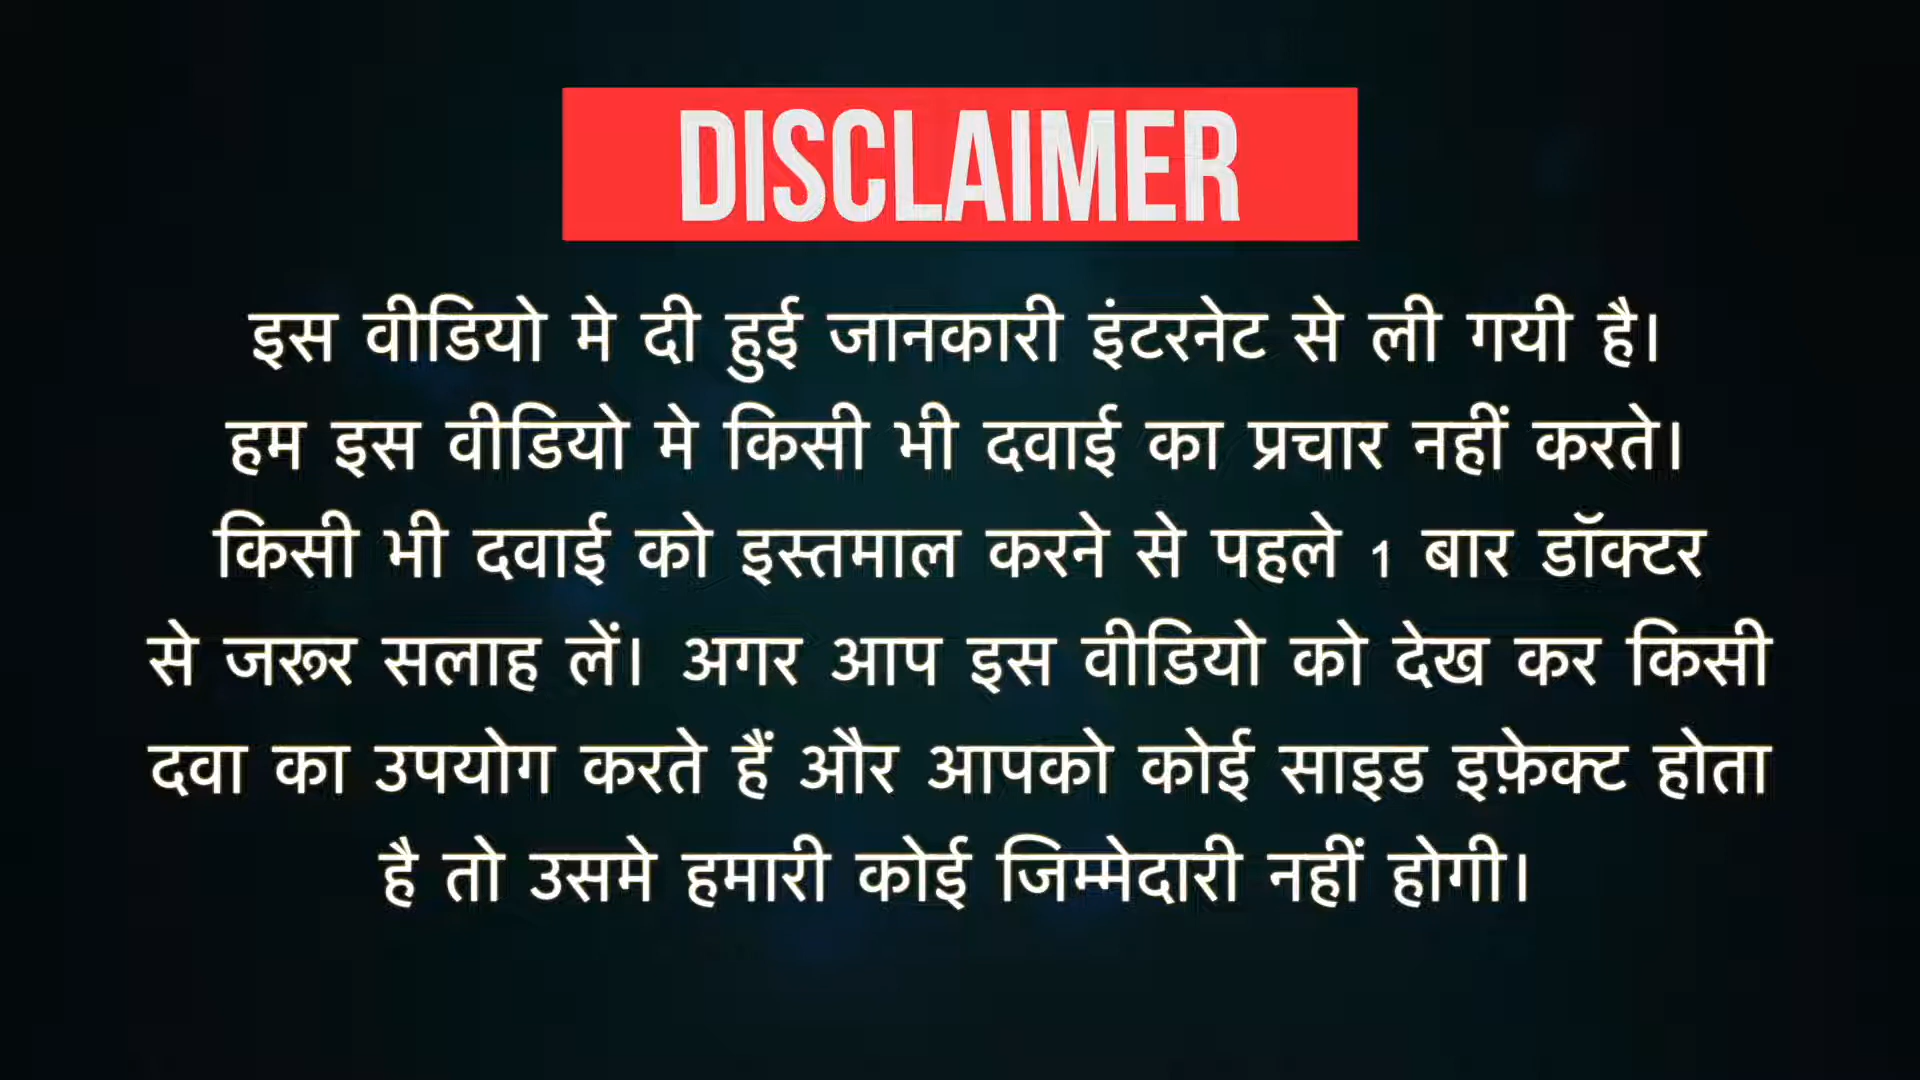 DISCLAIMER
इस वीडियो मे दी हुई जानकारी इंटरनेट से ली गयी है।
हम इस वीडियो मे किसी भी दवाई का प्रचार नहीं करते।
किसी भी दवाई को इस्तमाल करने से पहले 1 बार डॉक्टर
से जरूर सलाह लें। अगर आप इस वीडियो को देख कर किसी
दवा का उपयोग करते हैं और आपको कोई साइड इफ़ेक्ट होता
है तो उसमे हमारी कोई जिम्मेदारी नहीं होगी।